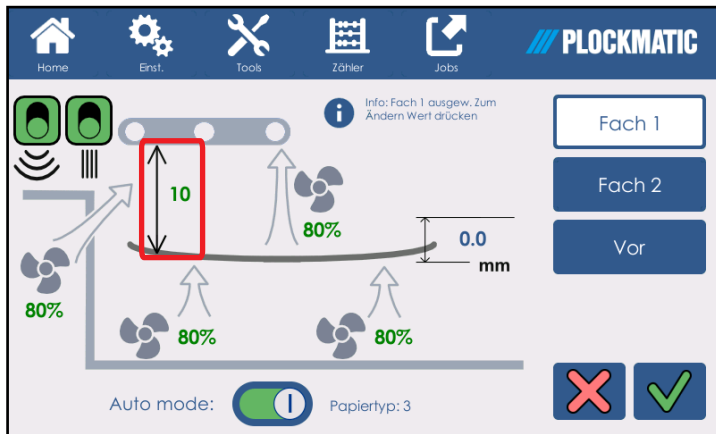 Home
Einst.
Tools
Zähler
Jobs
PLOCKMATIC
Info: Fach 1 ausgew. Zum
Ändern Wert drücken
Fach 1
10
Fach 2
80%
0.0
mm
Vor
80%
80%
80%
Auto mode:
Papiertyp: 3